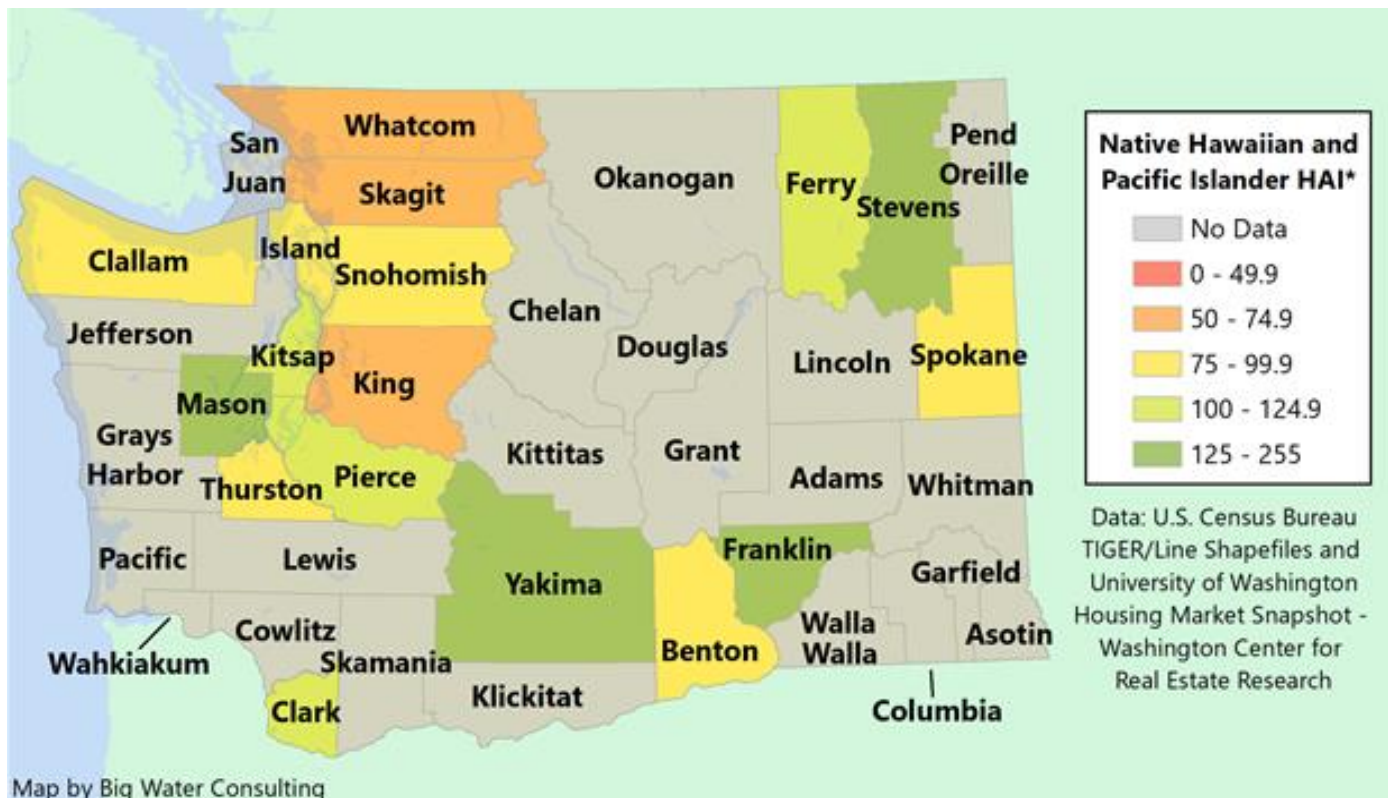 Whatcom
San
Juan
Skagit
Okanogan
Ferry
Stevens
Pend
Oreille
Clallam
Island
Snohomish
Chelan
Jefferson
Kitsap
King
Douglas
Lincoln
Spokane
Mason
Grays
Harbor
Thurston
Pierce
Kittitas
Grant
Adams
Whitman
Pacific
Lewis
Yakima
Franklin
Garfield
Wahkiakum
Cowlitz
Skamania
Benton
Walla
Walla
Asotin
Clark
Klickitat
Columbia
Native Hawaiian and
Pacific Islander HAI*
No Data
0 - 49.9
50 - 74.9
75 - 99.9
100 - 124.9
125 - 255
Data: U.S. Census Bureau
TIGER/Line Shapefiles and
University of Washington
Housing Market Snapshot -
Washington Center for
Real Estate Research
Map by Big Water Consulting